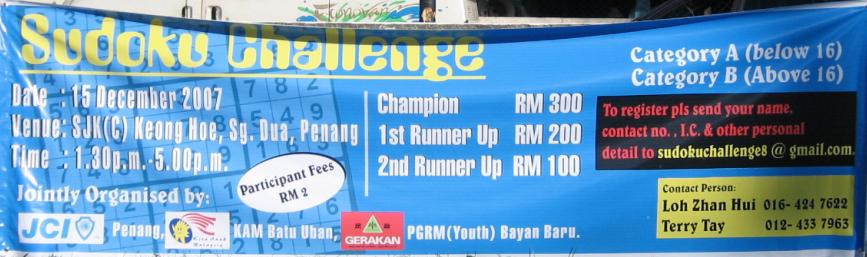 Sudoku Challenge
Date : 15 December 2007
Venue: SJK(C) Keong Hoe, Sg. Dua, Penang
Time : 1.30p.m.-5.00p.m.
Participant Fees
RM 2
Jointly Organised by:
JCI Penang, Kita Anak Malaysia KAM Batu Uban, GERAKAN PGRM(Youth) Bayan Baru.
Champion RM 300
1st Runner Up RM 200
2nd Runner Up RM 100
Category A (below 16)
Category B (Above 16)
To register pls send your name,
contact no. , I.C. & other personal
detail to sudokuchallenge8 @ gmail.com.
Contact Person:
Loh Zhan Hui 016- 424 7622
Terry Tay 012- 433 7963